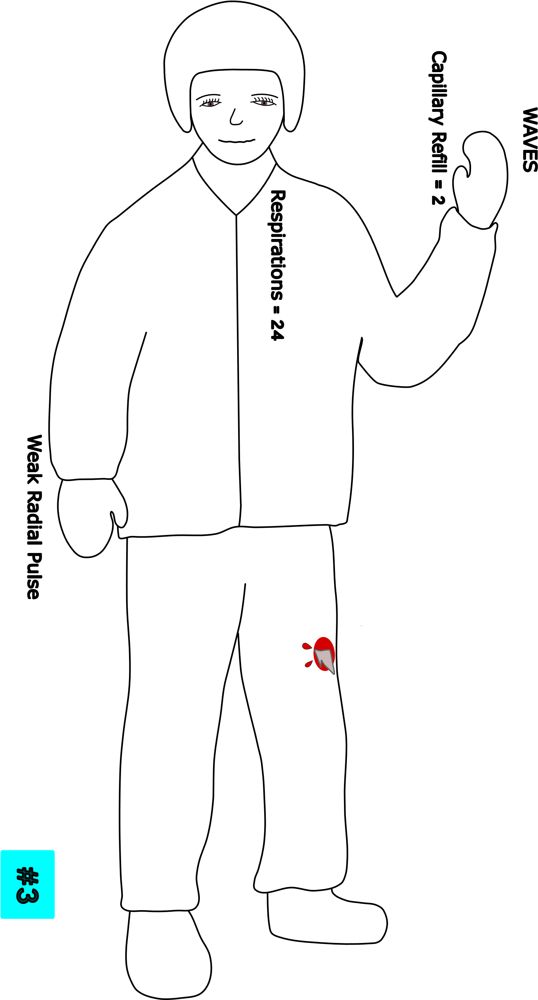 WAVES
Capillary Refill = 2
Respirations = 24
Weak Radial Pulse
#3